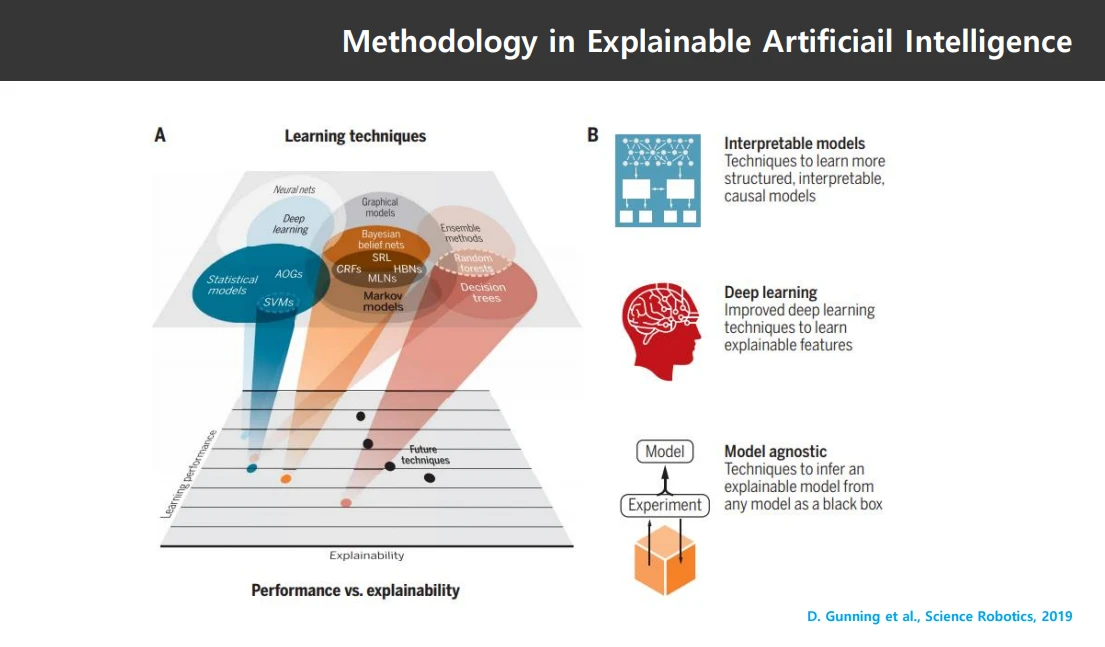 Methodology in Explainable Artificiail Intelligence
A
Learning techniques
Neural nets
Deep
learning
Graphical
models
Bayesian
belief nets
SRL
CRFs
HBNs
MLNs
Markov
models
Ensemble
methods
Random
forests
Decision
trees
Statistical
models
AOGs
SVMs
Learning performance
Future
techniques
Explainability
Performance vs. explainability
B
Interpretable models
Techniques to learn more
structured, interpretable,
causal models
Deep learning
Improved deep learning
techniques to learn
explainable features
Model
Experiment
Model agnostic
Techniques to infer an
explainable model from
any model as a black box
D. Gunning et al., Science Robotics, 2019